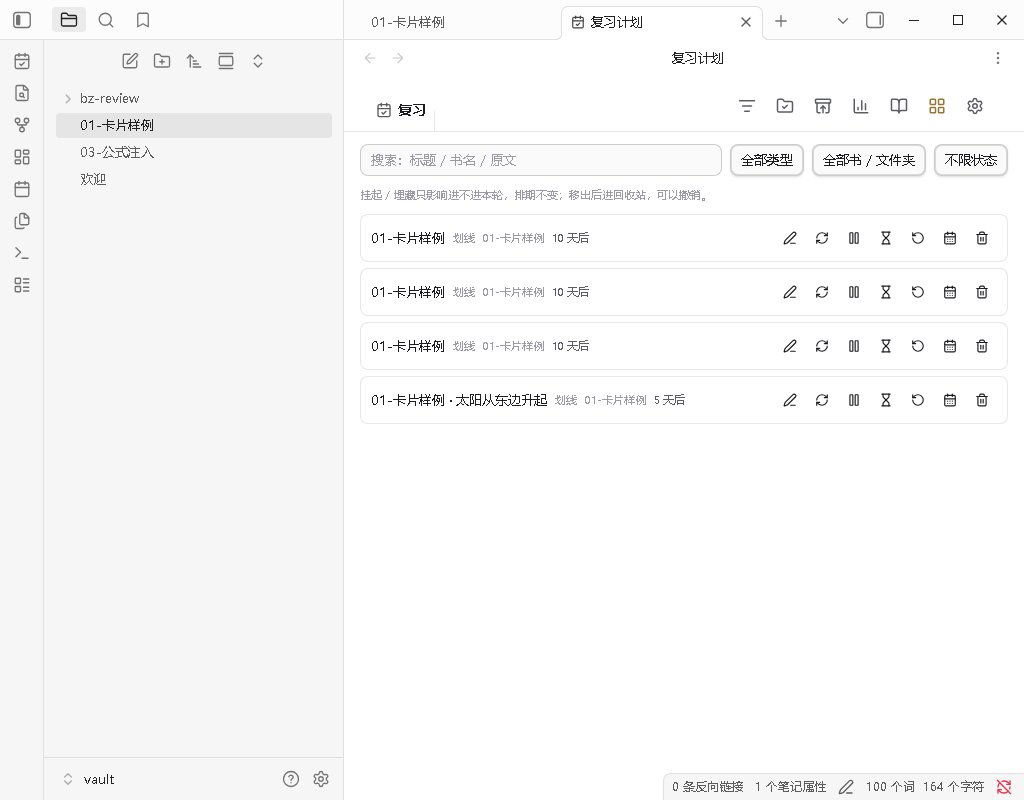 01-卡片样例
复习计划
复习计划
bz-review
01-卡片样例
03-公式注入
欢迎
复习
搜索：标题 / 书名 / 原文
全部类型
全部书 / 文件夹
不限状态
挂起 / 埋藏只影响进不进本轮，排期不变；移出后进回收站，可以撤销。
01-卡片样例 划线 01-卡片样例 10 天后
01-卡片样例 划线 01-卡片样例 10 天后
01-卡片样例 划线 01-卡片样例 10 天后
01-卡片样例 · 太阳从东边升起 划线 01-卡片样例 5 天后
vault
0 条反向链接 1 个笔记属性 100 个词 164 个字符